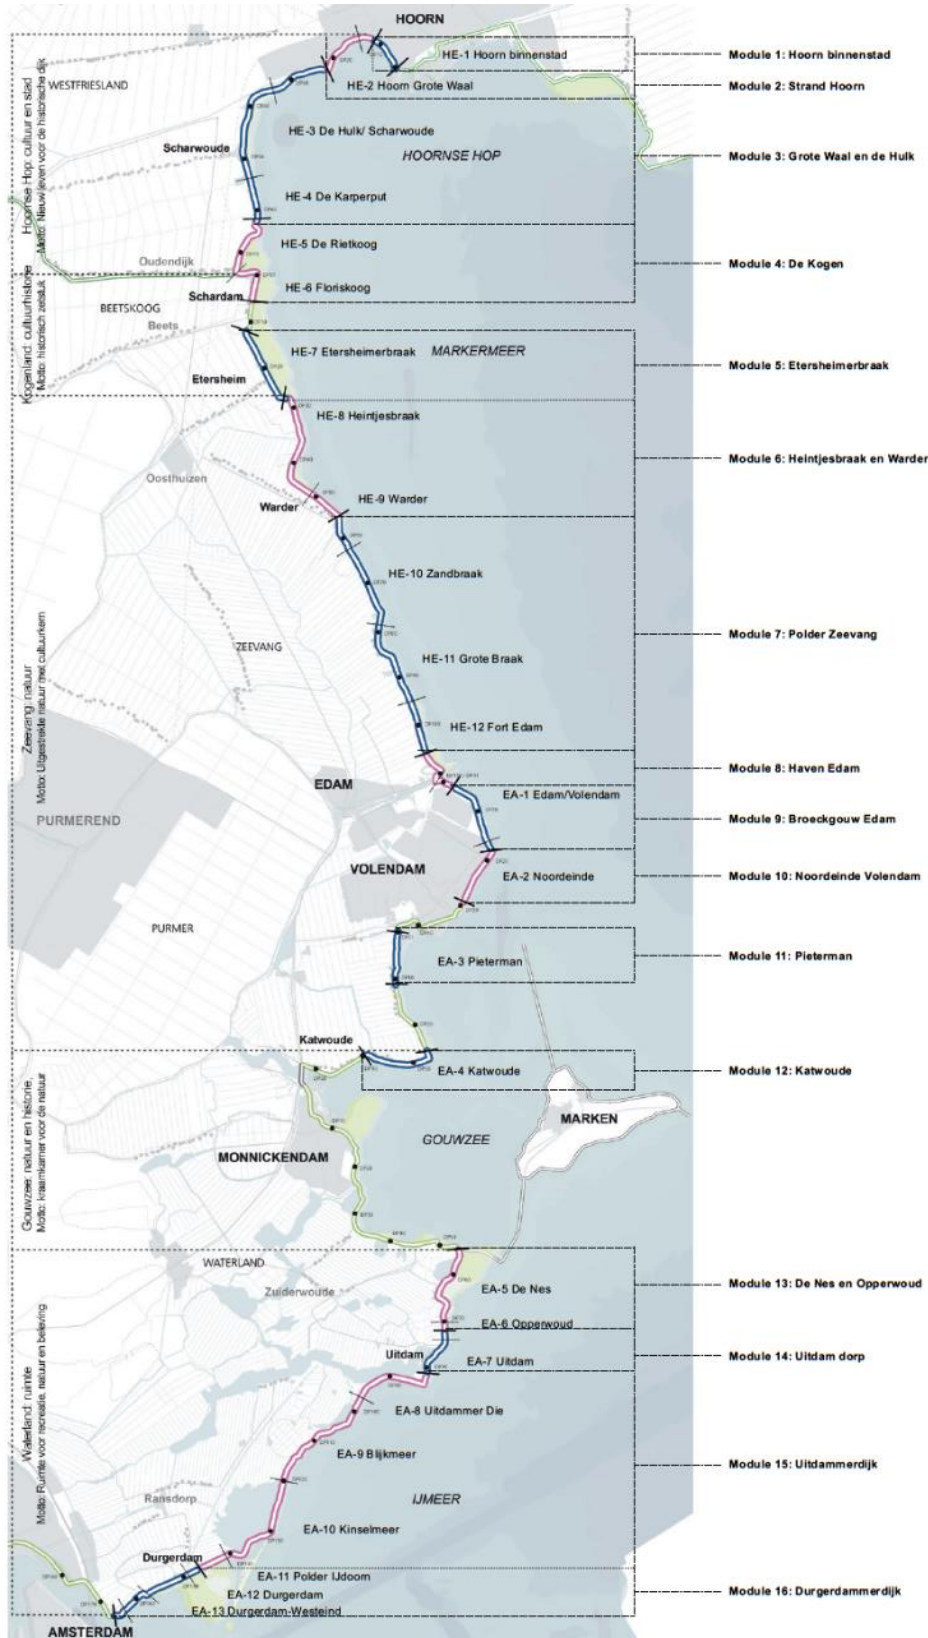 HOORN
HE-1 Hoorn binnenstad
Module 1: Hoorn binnenstad
WESTFRIESLAND
HE-2 Hoorn Grote Waal
Module 2: Strand Hoorn
HE-3 De Hulk/ Scharwoude
Scharwoude
HOORNSE HOP
Module 3: Grote Waal en de Hulk
HE-4 De Karperput
Hoornse Hop: cultuur en stad
Motto: Nieuw leven voor de historische dijk
HE-5 De Rietkoog
Oudendijk
Module 4: De Kogen
HE-6 Floriskoog
Schardam
BEETSKOOG
Beets
Kogenland: cultuurhistorie
Motto: historisch zeistuk
HE-7 Etersheimerbraak
MARKERMEER
Module 5: Etersheimerbraak
Etersheim
HE-8 Heintjesbraak
Module 6: Heintjesbraak en Warder
Oosthuizen
Warder
HE-9 Warder
HE-10 Zandbraak
ZEEVANG
Module 7: Polder Zeevang
HE-11 Grote Braak
Zeevang: natuur
Motto: Uitgestrekte natuur met cultuurkern
HE-12 Fort Edam
Module 8: Haven Edam
EDAM
EA-1 Edam/Volendam
PURMEREND
Module 9: Broeckgouw Edam
VOLENDAM
EA-2 Noordeinde
Module 10: Noordeinde Volendam
PURMER
EA-3 Pieterman
Module 11: Pieterman
Katwoude
EA-4 Katwoude
Module 12: Katwoude
MARKEN
GOUWZEE
MONNICKENDAM
Gouwzee: natuur en historie
Motto: kraamkamer voor de natuur
WATERLAND
Zuiderwoude
EA-5 De Nes
Module 13: De Nes en Opperwoud
EA-6 Opperwoud
Uitdam
EA-7 Uitdam
Module 14: Uitdam dorp
EA-8 Uitdammer Die
Waterland: ruimte
Motto: Ruimte voor recreatie, natuur en beleving
EA-9 Blijkmeer
Module 15: Uitdammerdijk
Ransdorp
IJMEER
EA-10 Kinselmeer
Durgerdam
EA-11 Polder IJdoorn
EA-12 Durgerdam
Module 16: Durgerdammerdijk
EA-13 Durgerdam-Westeind
AMSTERDAM